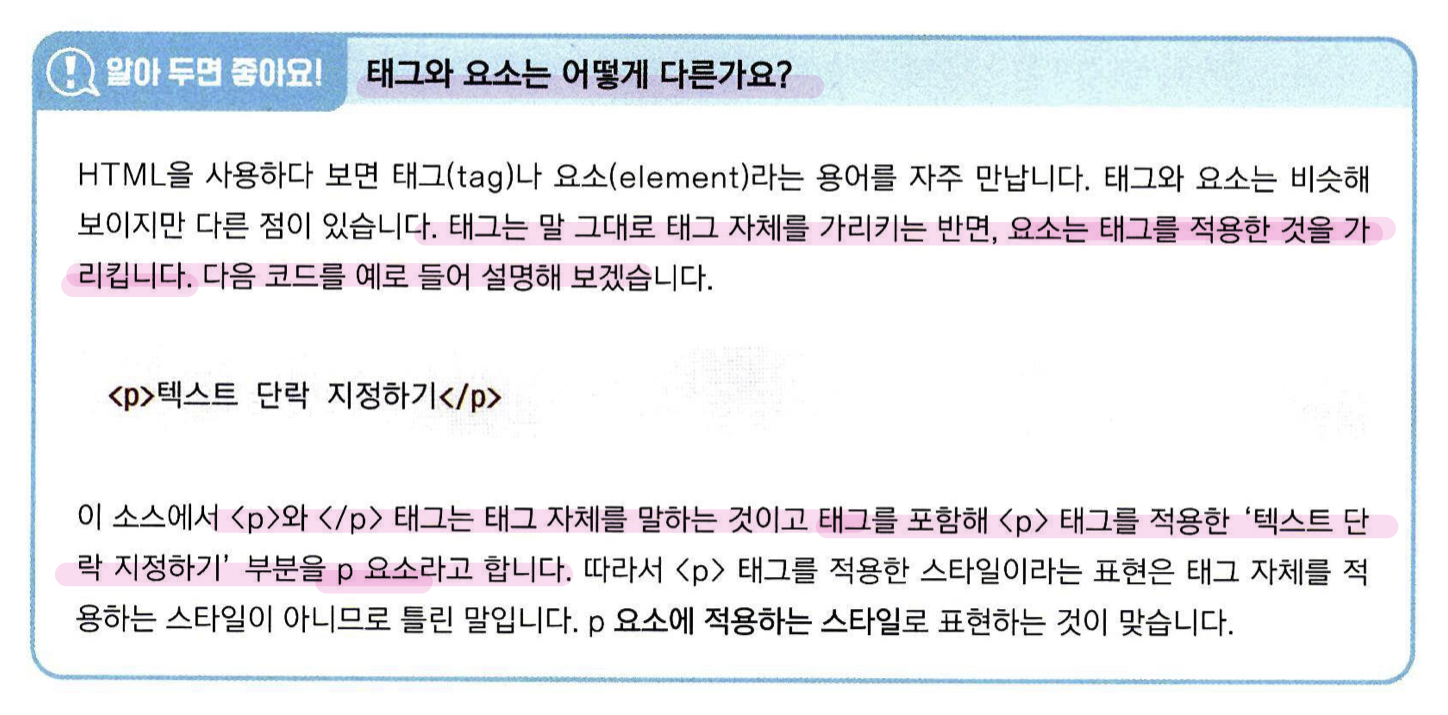 알아 두면 좋아요! 태그와 요소는 어떻게 다른가요?
HTML을 사용하다 보면 태그(tag)나 요소(element)라는 용어를 자주 만납니다. 태그와 요소는 비슷해
보이지만 다른 점이 있습니다. 태그는 말 그대로 태그 자체를 가리키는 반면, 요소는 태그를 적용한 것을 가
리킵니다. 다음 코드를 예로 들어 설명해 보겠습니다.
<p>텍스트 단락 지정하기</p>
이 소스에서 <p>와 </p> 태그는 태그 자체를 말하는 것이고 태그를 포함해 <p> 태그를 적용한 ‘텍스트 단
락 지정하기’ 부분을 p 요소라고 합니다. 따라서 <p> 태그를 적용한 스타일이라는 표현은 태그 자체를 적
용하는 스타일이 아니므로 틀린 말입니다. p 요소에 적용하는 스타일로 표현하는 것이 맞습니다.